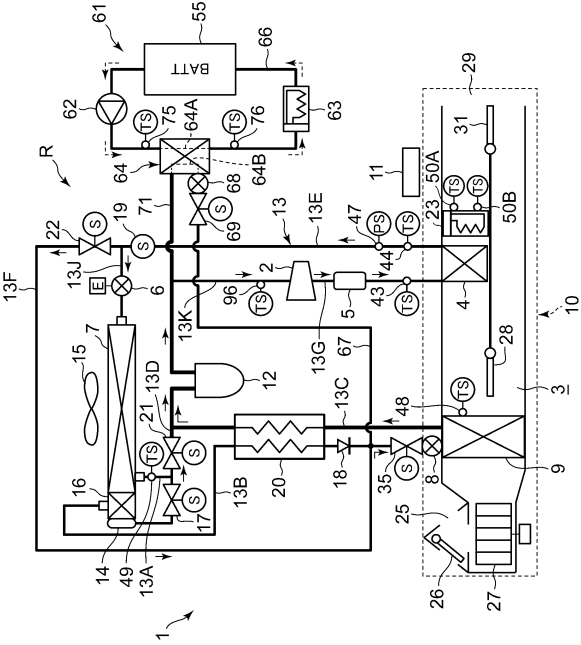 13F
R
22
62
61
S
13J
E
15
7
16
14
19
S
6
TS
75
49
TS
13A
17
S
21
S
13D
71
64
64A
BATT
55
1
13B
68
69
S
64B
TS
76
66
12
20
96
TS
13K
2
13
13E
63
13G
67
13C
5
18
47
PS
44
TS
43
TS
11
35
S
8
48
TS
23
50A
TS
TS
50B
31
29
25
26
27
9
4
28
3
10